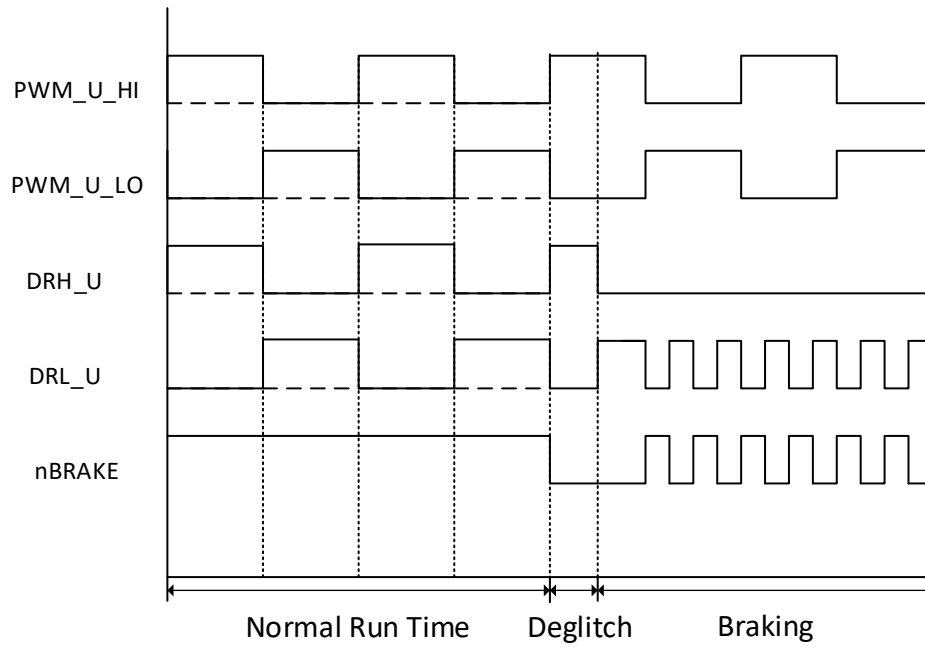 PWM_U_HI
PWM_U_LO
DRH_U
DRL_U
nBRAKE
Normal Run Time Deglitch Braking